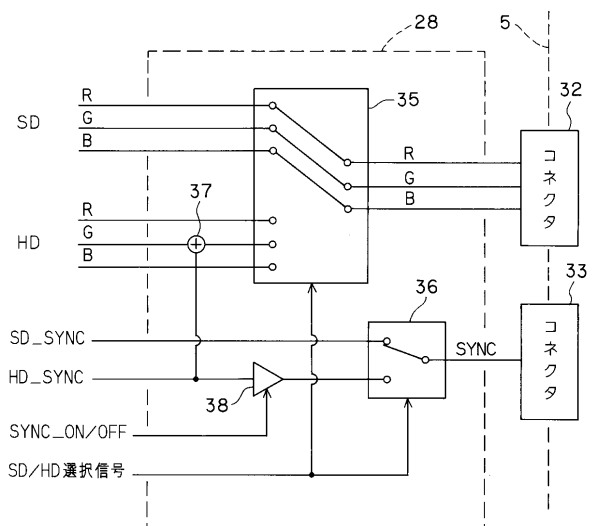 28
5
32
35
R
SD
G
B
R
G
B
コネクタ
37
R
HD
G
B
36
33
SD_SYNC
SYNC
コネクタ
HD_SYNC
38
SYNC_ON/OFF
SD/HD選択信号